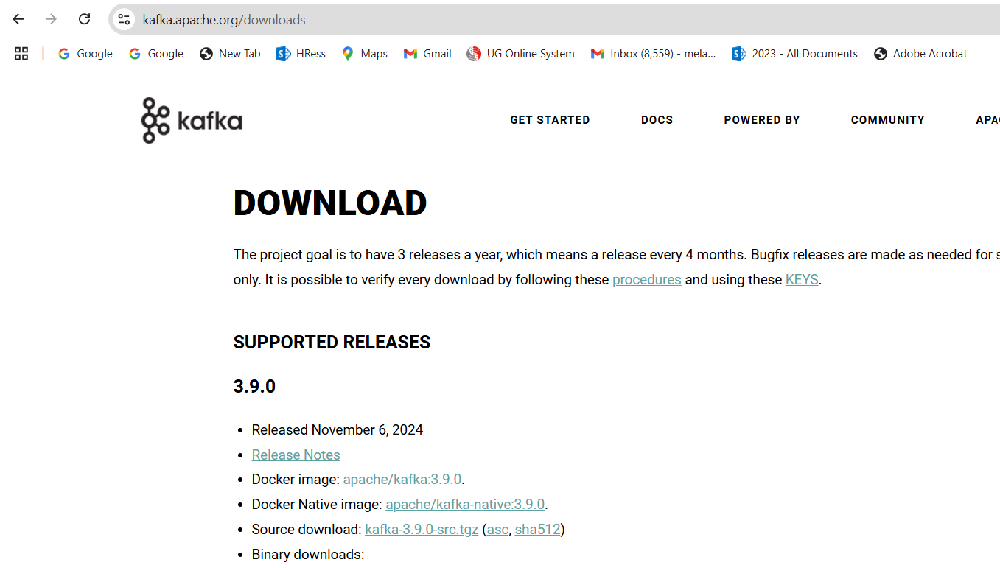 kafka.apache.org/downloads
Google Google New Tab HRess Maps Gmail UG Online System Inbox (8,559) - mela... 2023 - All Documents Adobe Acrobat
kafka GET STARTED DOCS POWERED BY COMMUNITY APA
DOWNLOAD
The project goal is to have 3 releases a year, which means a release every 4 months. Bugfix releases are made as needed for s
only. It is possible to verify every download by following these procedures and using these KEYS.
SUPPORTED RELEASES
3.9.0
• Released November 6, 2024
• Release Notes
• Docker image: apache/kafka:3.9.0.
• Docker Native image: apache/kafka-native:3.9.0.
• Source download: kafka-3.9.0-src.tgz (asc, sha512)
• Binary downloads: